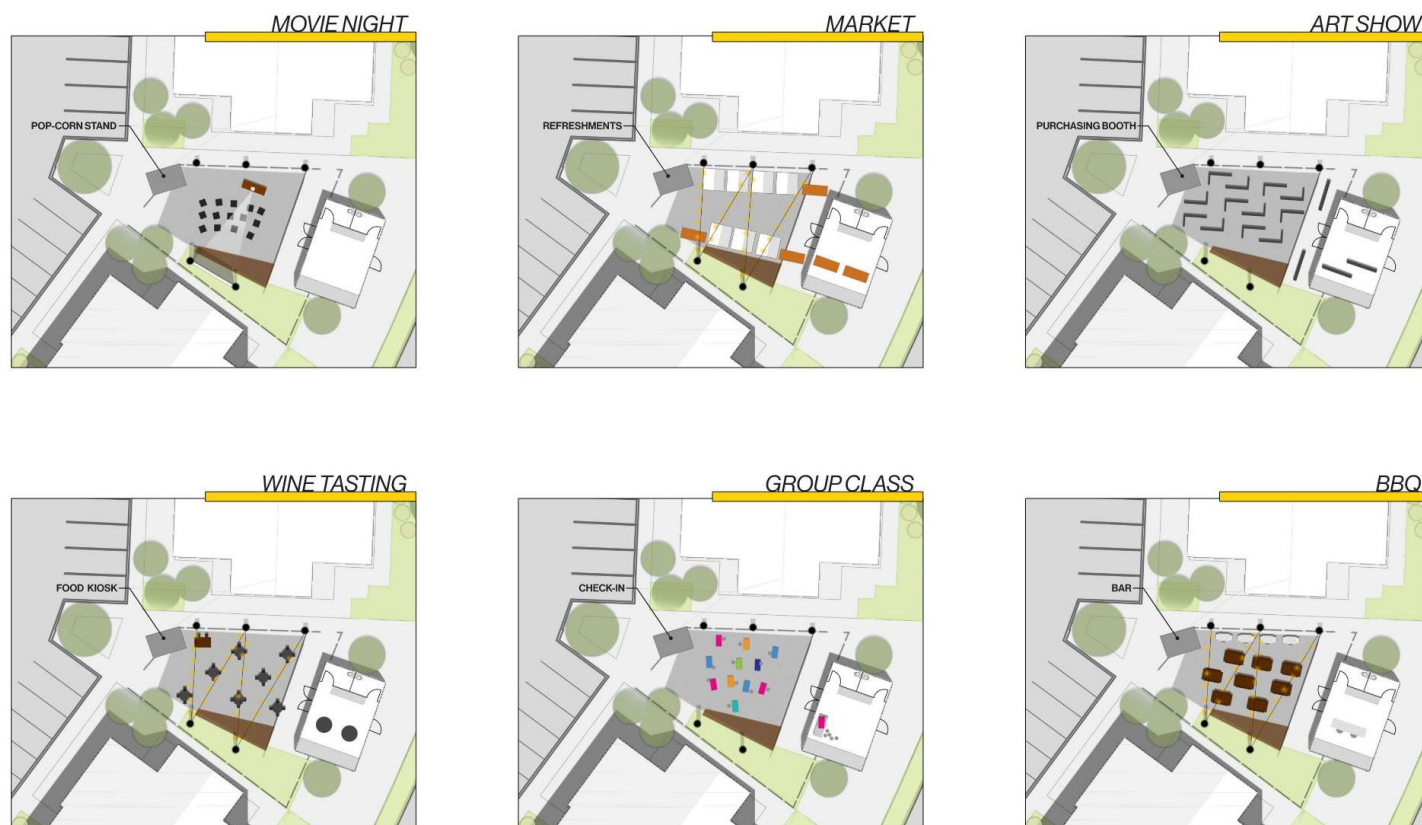 MOVIE NIGHT
POP-CORN STAND
MARKET
REFRESHMENTS
ART SHOW
PURCHASING BOOTH
WINE TASTING
FOOD KIOSK
GROUP CLASS
CHECK-IN
BBQ
BAR